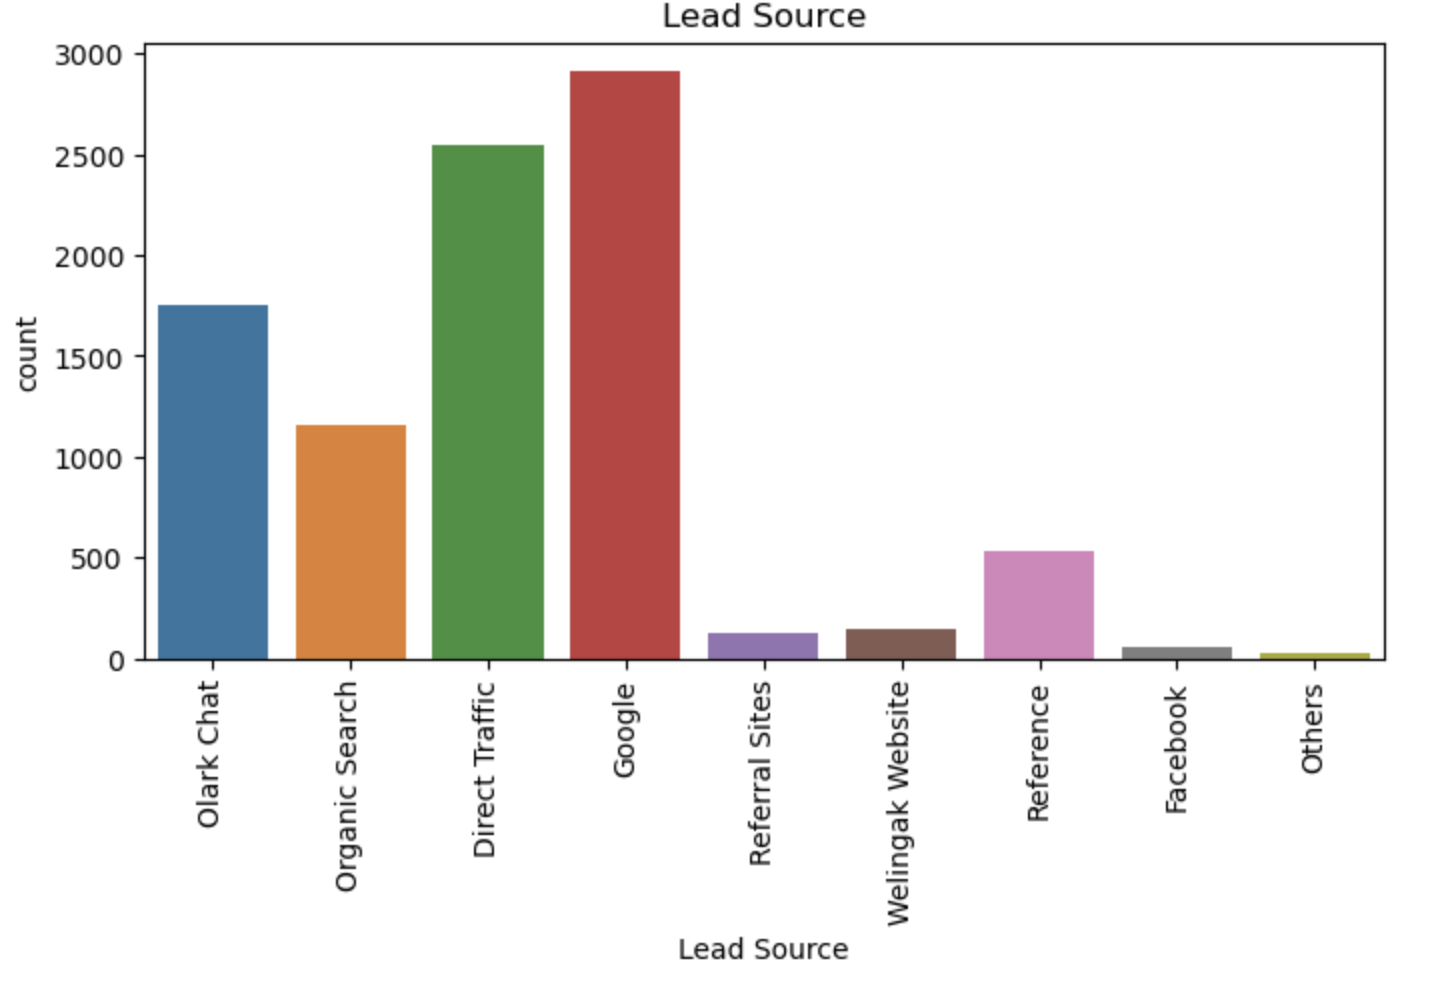 Lead Source
3000
2500
2000
1500
1000
500
0
count
Olark Chat
Organic Search
Direct Traffic
Google
Referral Sites
Welingak Website
Reference
Facebook
Others
Lead Source